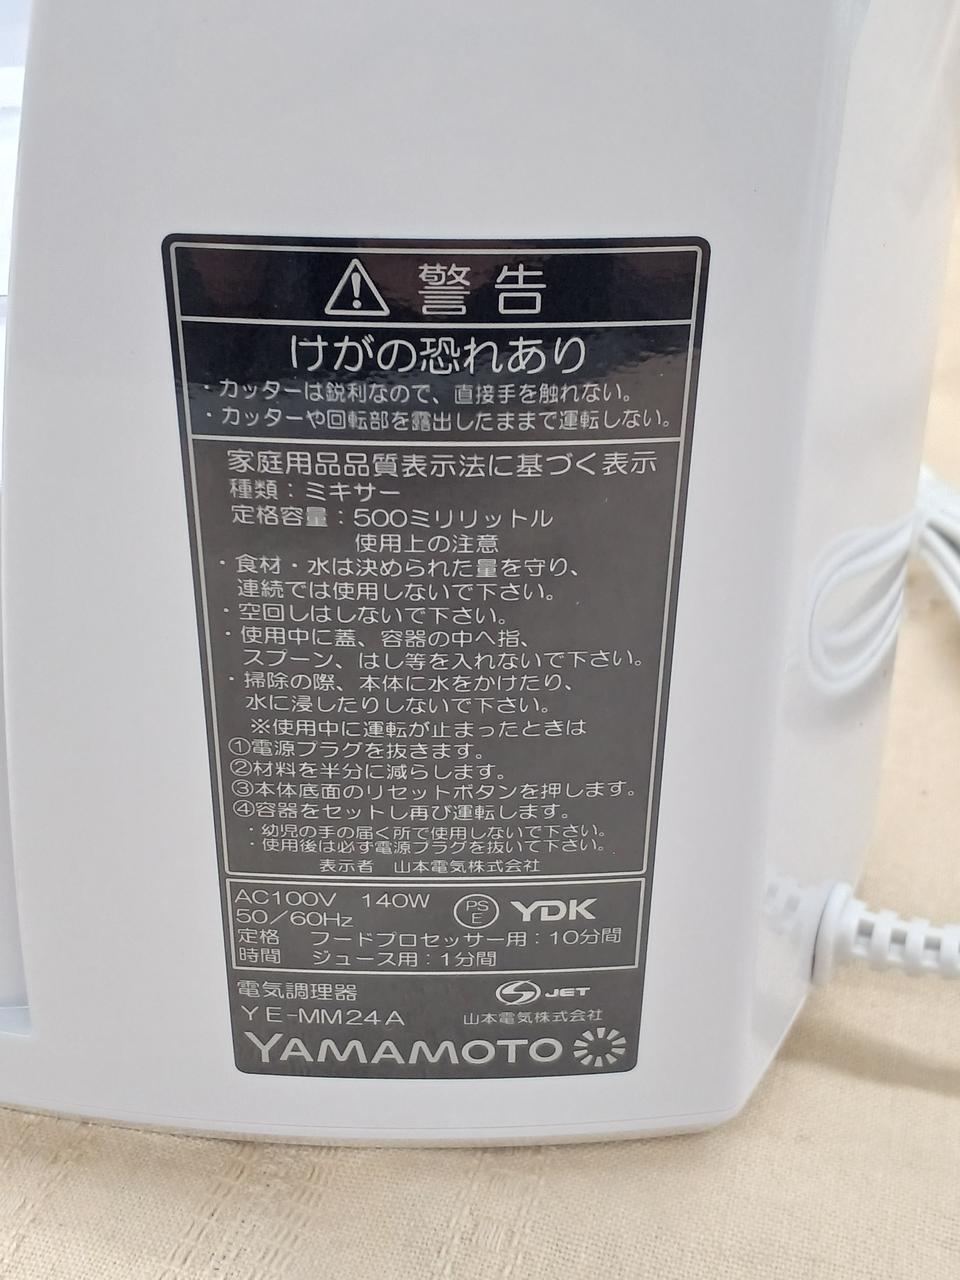 警告
けがの恐れあり
・カッターは鋭利なので、直接手を触れない。
・カッターや回転部を露出したままで運転しない。
家庭用品品質表示法に基づく表示
種類：ミキサー
定格容量：500ミリリットル
使用上の注意
・食材・水は決められた量を守り、
連続では使用しないで下さい。
・空回しはしないで下さい。
・使用中に蓋、容器の中へ指、
スプーン、はし等を入れないで下さい。
・掃除の際、本体に水をかけたり、
水に浸したりしないで下さい。
※使用中に運転が止まったときは
①電源プラグを抜きます。
②材料を半分に減らします。
③本体底面のリセットボタンを押します。
④容器をセットし再び運転します。
・幼児の手の届く所で使用しないで下さい。
・使用後は必ず電源プラグを抜いて下さい。
表示者 山本電気株式会社
AC100V 140W
50／60Hz
PSE YDK
定格時間 フードプロセッサー用：10分間
ジュース用：1分間
電気調理器 JET
YE-MM24A 山本電気株式会社
YAMAMOTO